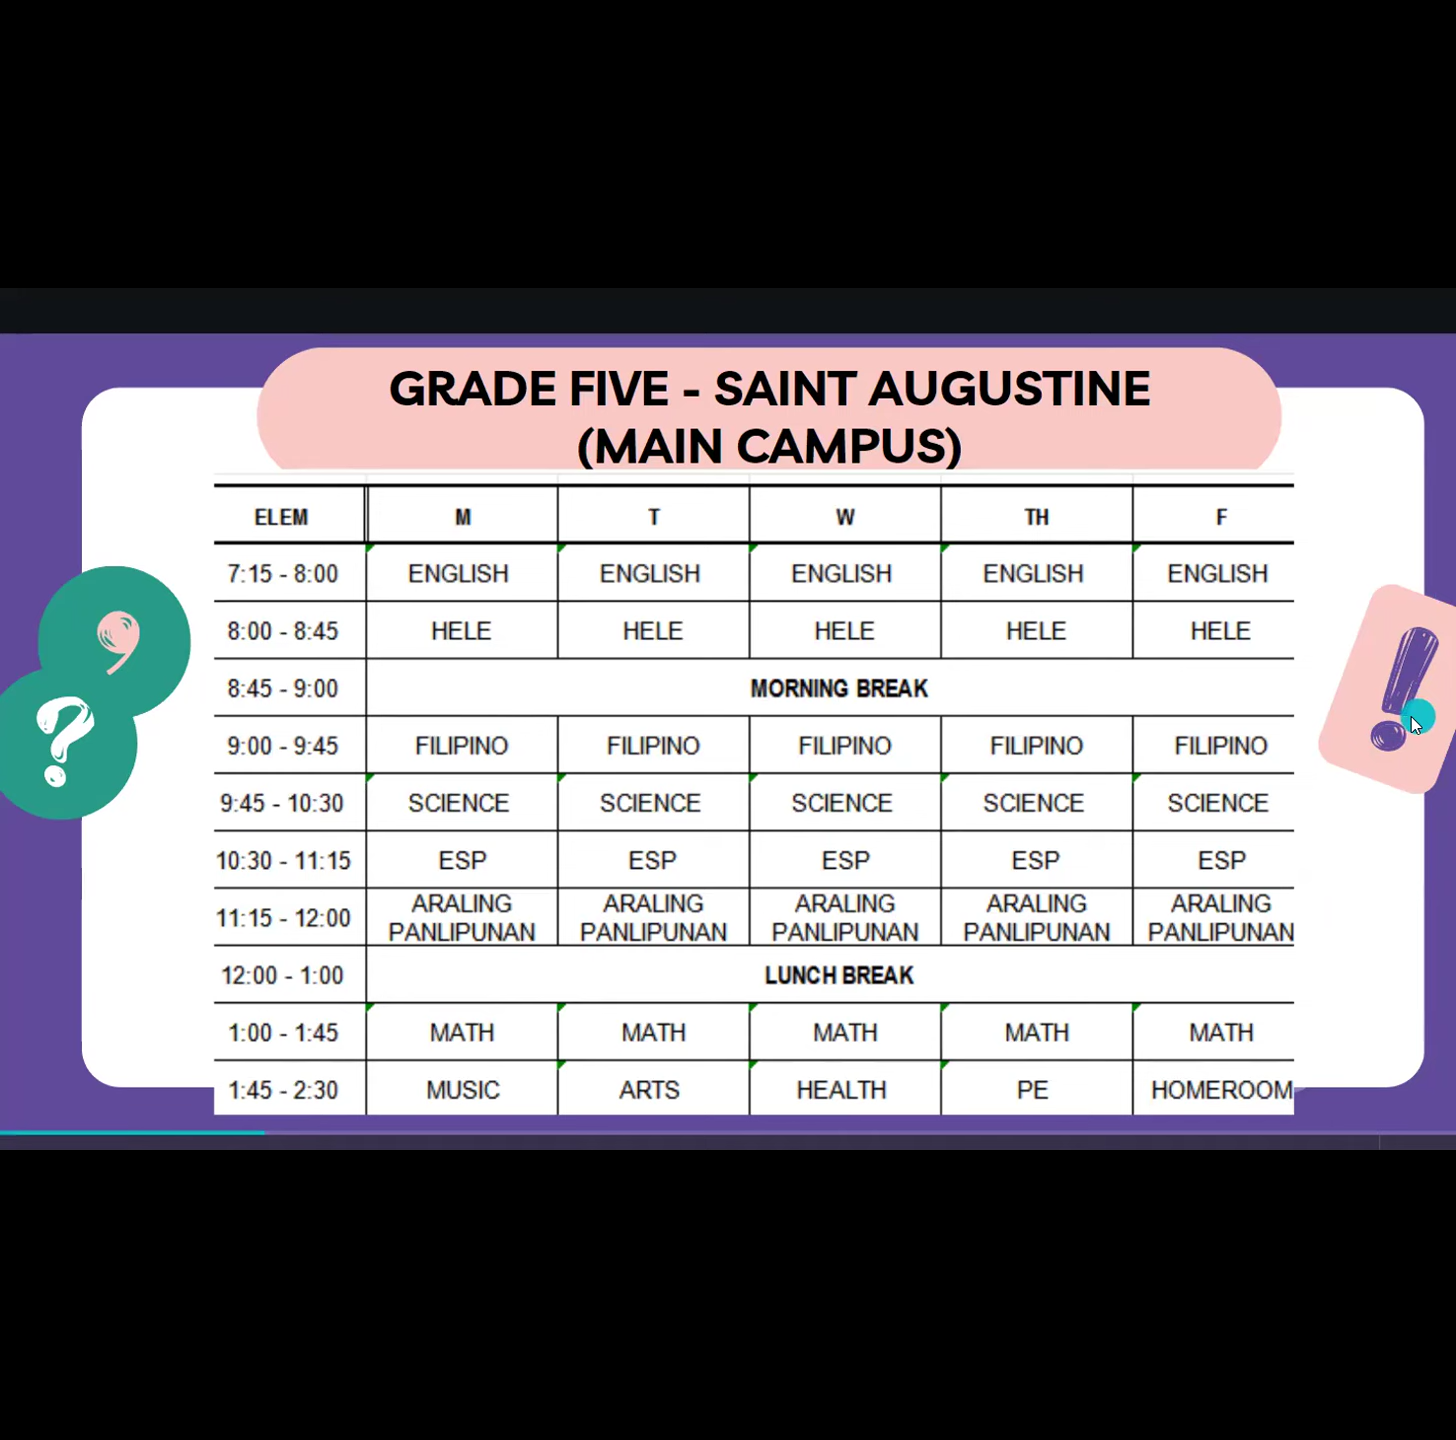 GRADE FIVE - SAINT AUGUSTINE
(MAIN CAMPUS)
ELEM M T W TH F
7:15 - 8:00 ENGLISH ENGLISH ENGLISH ENGLISH ENGLISH
8:00 - 8:45 HELE HELE HELE HELE HELE
8:45 - 9:00 MORNING BREAK
9:00 - 9:45 FILIPINO FILIPINO FILIPINO FILIPINO FILIPINO
9:45 - 10:30 SCIENCE SCIENCE SCIENCE SCIENCE SCIENCE
10:30 - 11:15 ESP ESP ESP ESP ESP
11:15 - 12:00 ARALING PANLIPUNAN ARALING PANLIPUNAN ARALING PANLIPUNAN ARALING PANLIPUNAN ARALING PANLIPUNAN
12:00 - 1:00 LUNCH BREAK
1:00 - 1:45 MATH MATH MATH MATH MATH
1:45 - 2:30 MUSIC ARTS HEALTH PE HOMEROOM
,
?
!